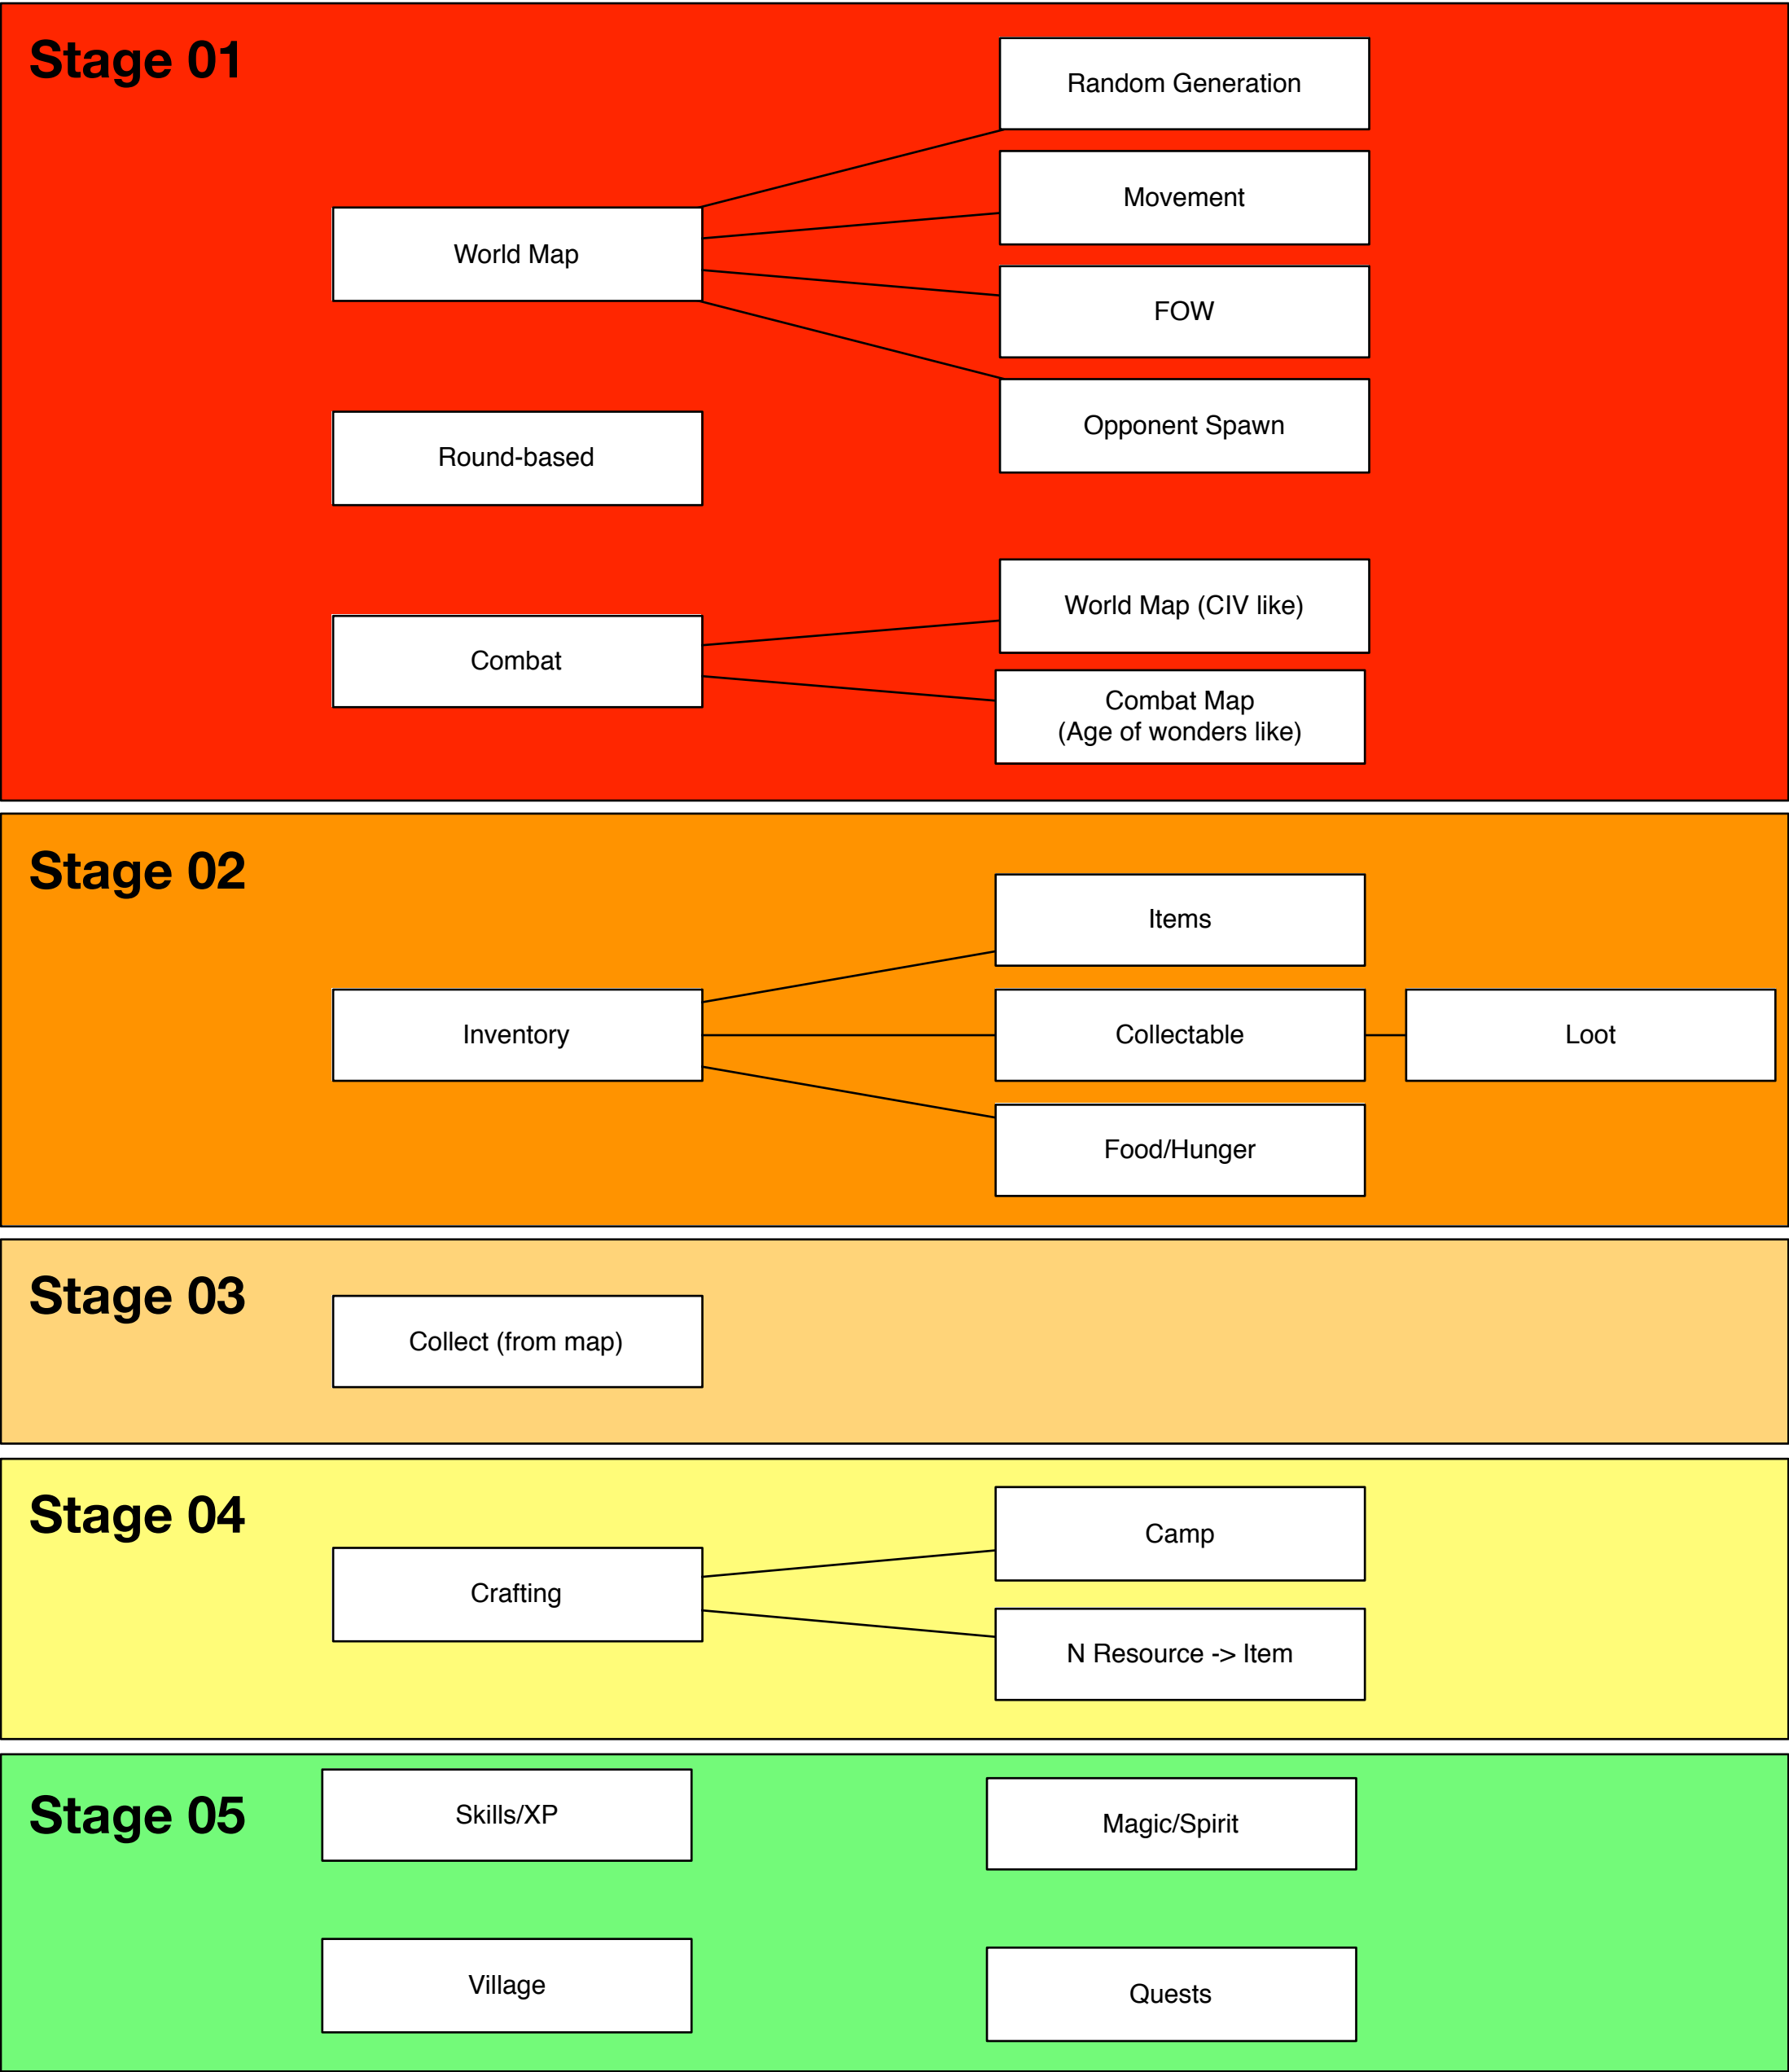 Stage 01
Random Generation
Movement
World Map
FOW
Opponent Spawn
Round-based
World Map (CIV like)
Combat
Combat Map
(Age of wonders like)
Stage 02
Items
Inventory
Collectable
Loot
Food/Hunger
Stage 03
Collect (from map)
Stage 04
Camp
Crafting
N Resource -> Item
Stage 05
Skills/XP
Magic/Spirit
Village
Quests